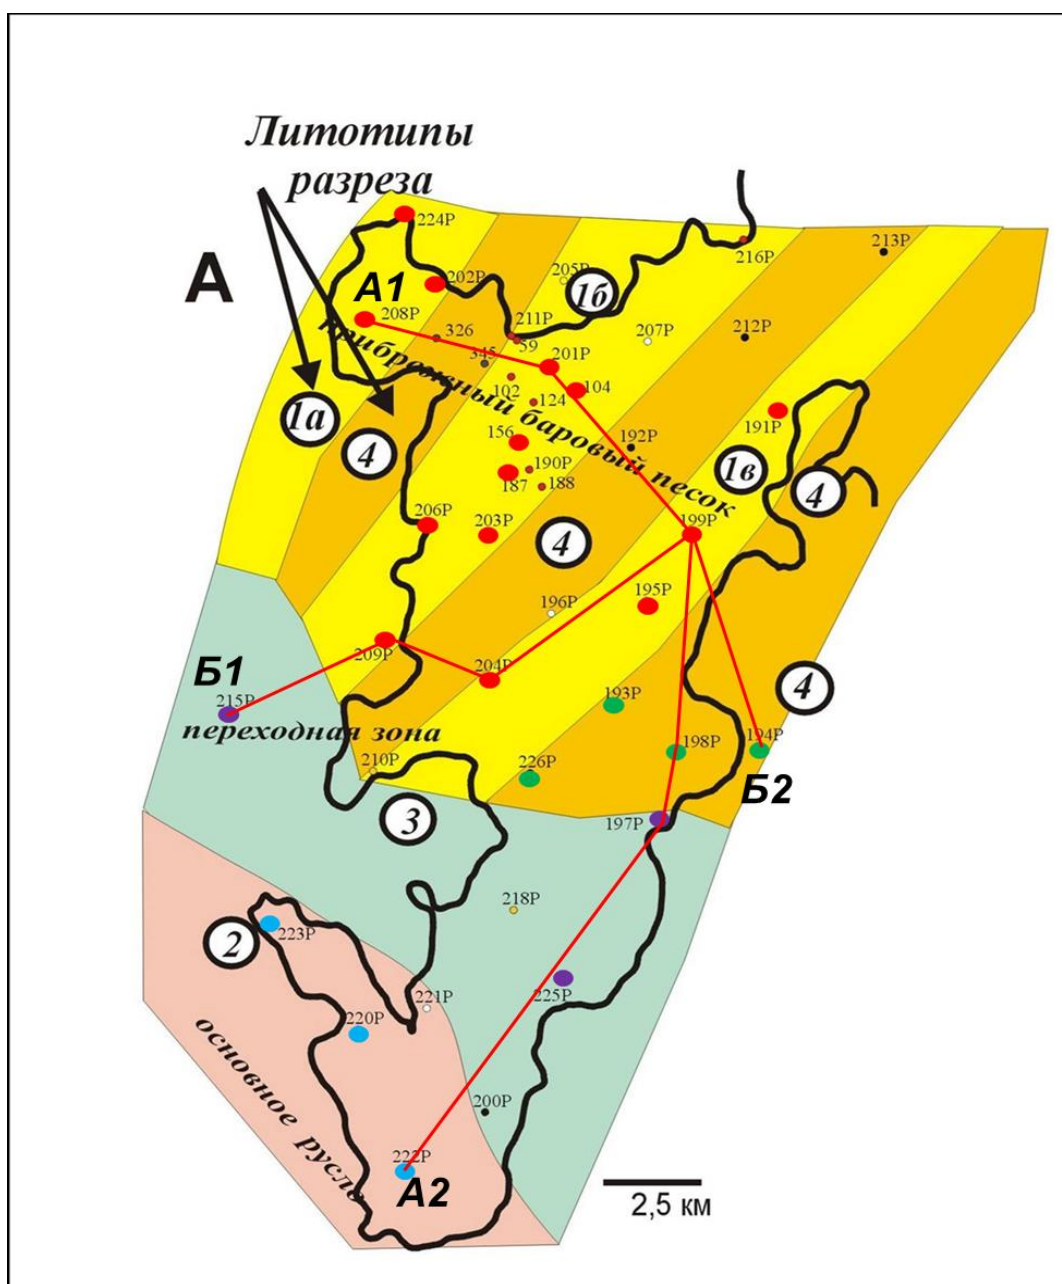 Литотипы
разреза
224Р
А
216Р
213Р
202Р
205Р
А1
1б
208Р
326
211Р
59
207Р
212Р
прибрежный баровый песок
345
201Р
102
104
1а
124
4
191Р
156
192Р
190Р
1в
187
188
4
206Р
203Р
199Р
4
195Р
196Р
209Р
204Р
Б1
4
215Р
193Р
переходная зона
194Р
198Р
210Р
226Р
Б2
3
197Р
218Р
2
223Р
225Р
221Р
220Р
основное русло
200Р
222Р
А2
2,5 км